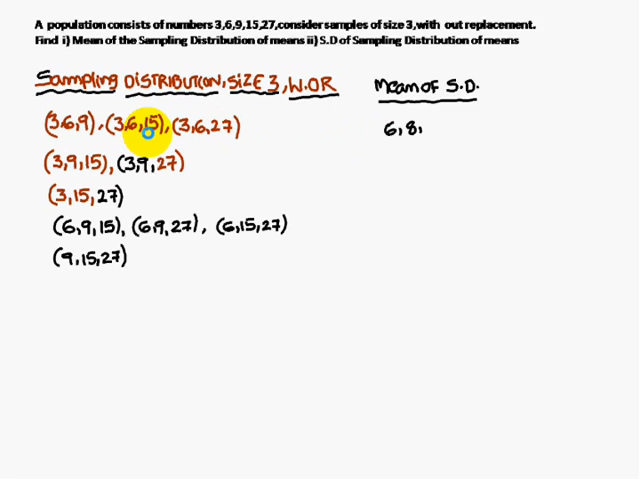 A population consists of numbers 3,6,9,15,27,consider samples of size 3,with out replacement.
Find i) Mean of the Sampling Distribution of means ii) S.D of Sampling Distribution of means
Sampling DISTRIBUTION, SIZE 3, W.OR
Mean of S.D.
(3,6,9), (3,6,15), (3,6,27)
6, 8,
(3,9,15), (3,9,27)
(3,15,27)
(6,9,15), (6,9,27), (6,15,27)
(9,15,27)